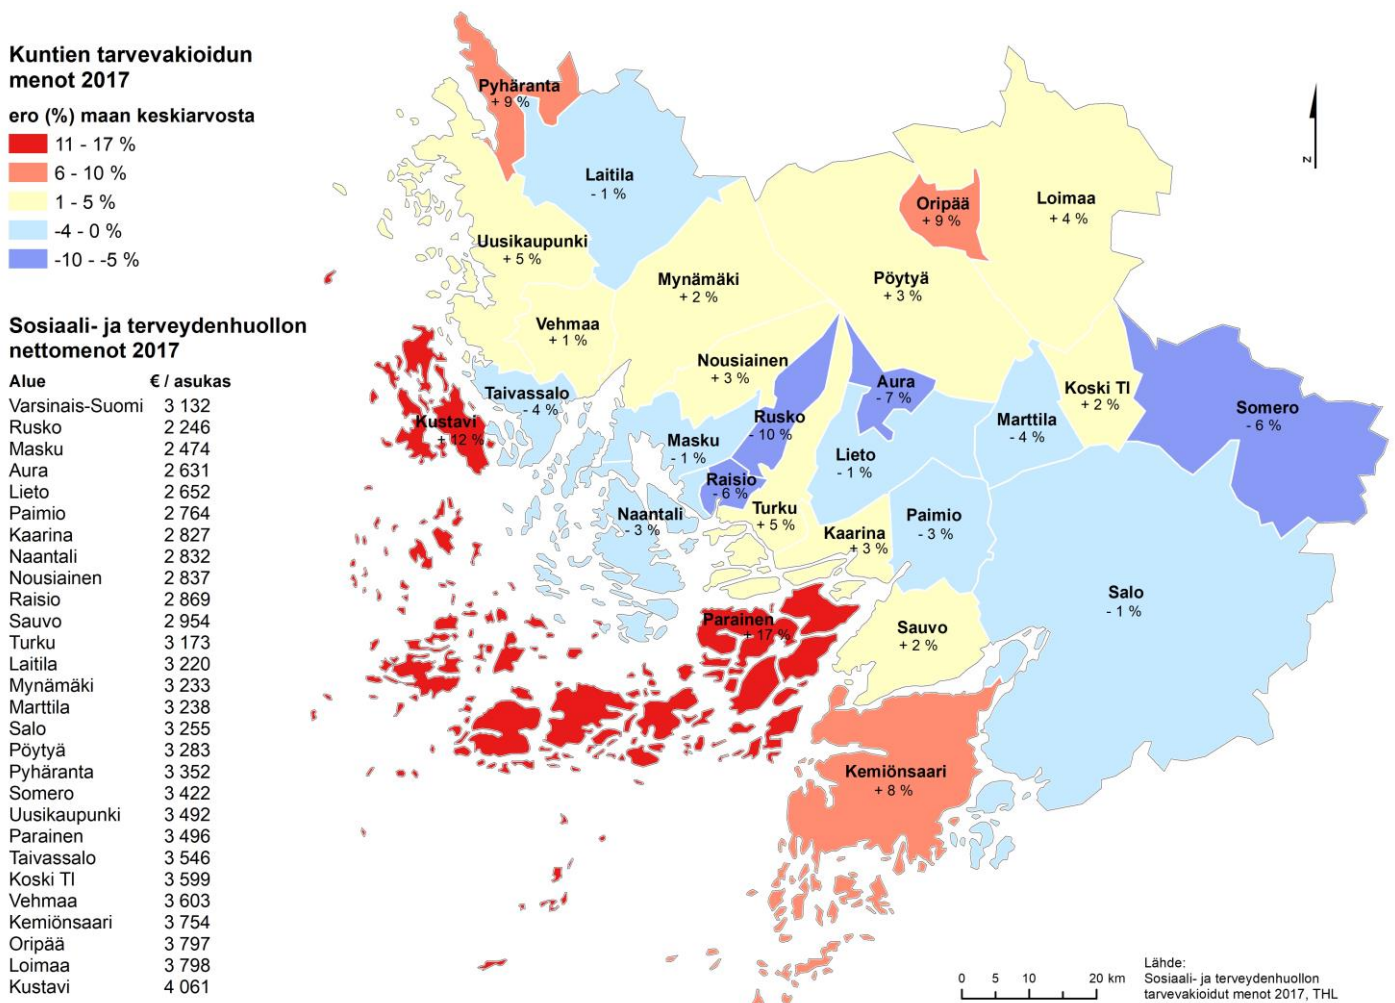 Kuntien tarvevakioidun
menot 2017
ero (%) maan keskiarvosta
11 - 17 %
6 - 10 %
1 - 5 %
-4 - 0 %
-10 - -5 %
Sosiaali- ja terveydenhuollon
nettomenot 2017
Alue € / asukas
Varsinais-Suomi 3 132
Rusko 2 246
Masku 2 474
Aura 2 631
Lieto 2 652
Paimio 2 764
Kaarina 2 827
Naantali 2 832
Nousiainen 2 837
Raisio 2 869
Sauvo 2 954
Turku 3 173
Laitila 3 220
Mynämäki 3 233
Marttila 3 238
Salo 3 255
Pöytyä 3 283
Pyhäranta 3 352
Somero 3 422
Uusikaupunki 3 492
Parainen 3 496
Taivassalo 3 546
Koski Tl 3 599
Vehmaa 3 603
Kemiönsaari 3 754
Oripää 3 797
Loimaa 3 798
Kustavi 4 061
Pyhäranta
+ 9 %
Laitila
- 1 %
Oripää
+ 9 %
Loimaa
+ 4 %
Uusikaupunki
+ 5 %
Mynämäki
+ 2 %
Pöytyä
+ 3 %
Vehmaa
+ 1 %
Nousiainen
+ 3 %
Aura
- 7 %
Koski Tl
+ 2 %
Taivassalo
- 4 %
Kustavi
+ 12 %
Rusko
- 10 %
Marttila
- 4 %
Somero
- 6 %
Masku
- 1 %
Lieto
- 1 %
Raisio
- 6 %
Naantali
- 3 %
Turku
+ 5 %
Kaarina
+ 3 %
Paimio
- 3 %
Salo
- 1 %
Parainen
+ 17 %
Sauvo
+ 2 %
Kemiönsaari
+ 8 %
N
0 5 10 20 km
Lähde:
Sosiaali- ja terveydenhuollon
tarvevakioidut menot 2017, THL